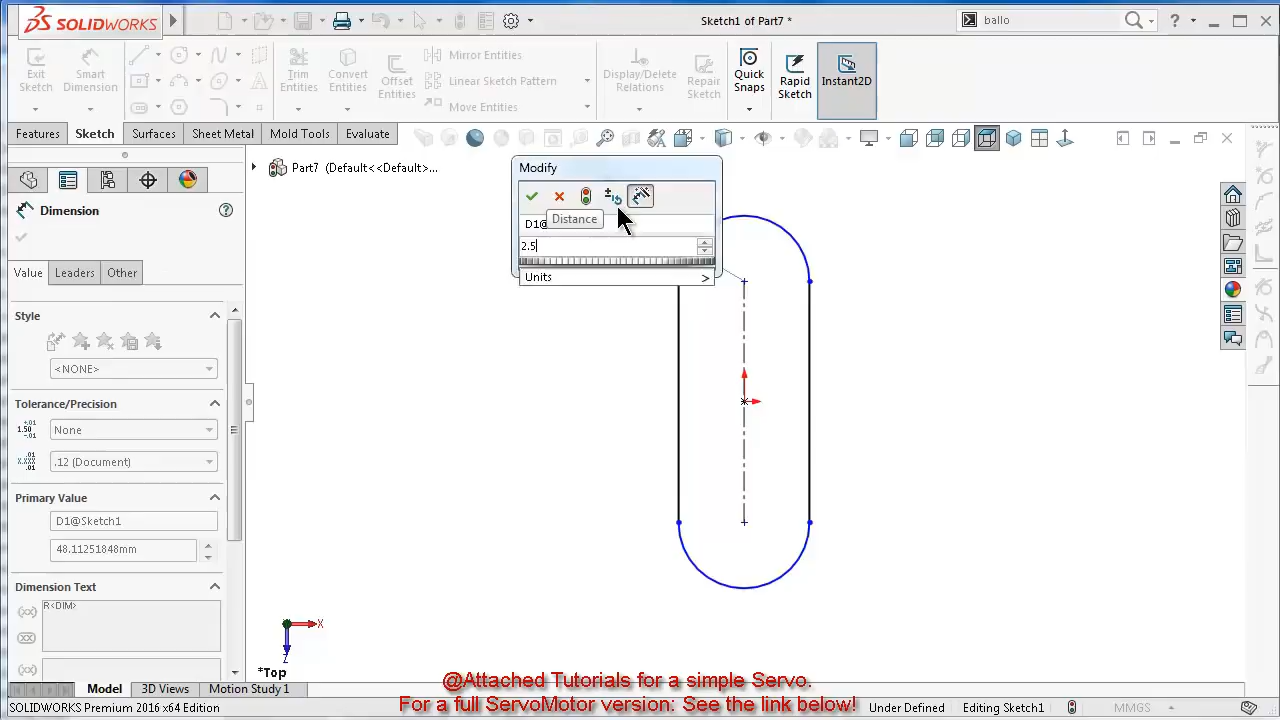 SOLIDWORKS
Sketch1 of Part7 *
ballo
Exit Sketch
Smart Dimension
Trim Entities
Convert Entities
Offset Entities
Mirror Entities
Linear Sketch Pattern
Move Entities
Display/Delete Relations
Repair Sketch
Quick Snaps
Rapid Sketch
Instant2D
Features
Sketch
Surfaces
Sheet Metal
Mold Tools
Evaluate
Part7 (Default<<Default>...
Modify
Distance
D1@
2.5
Units >
Dimension
Value
Leaders
Other
Style
<NONE>
Tolerance/Precision
None
.12 (Document)
Primary Value
D1@Sketch1
48.11251848mm
Dimension Text
R<DIM>
X
Z
*Top
Model
3D Views
Motion Study 1
@Attached Tutorials for a simple Servo.
For a full ServoMotor version: See the link below!
SOLIDWORKS Premium 2016 x64 Edition
Under Defined
Editing Sketch1
MMGS